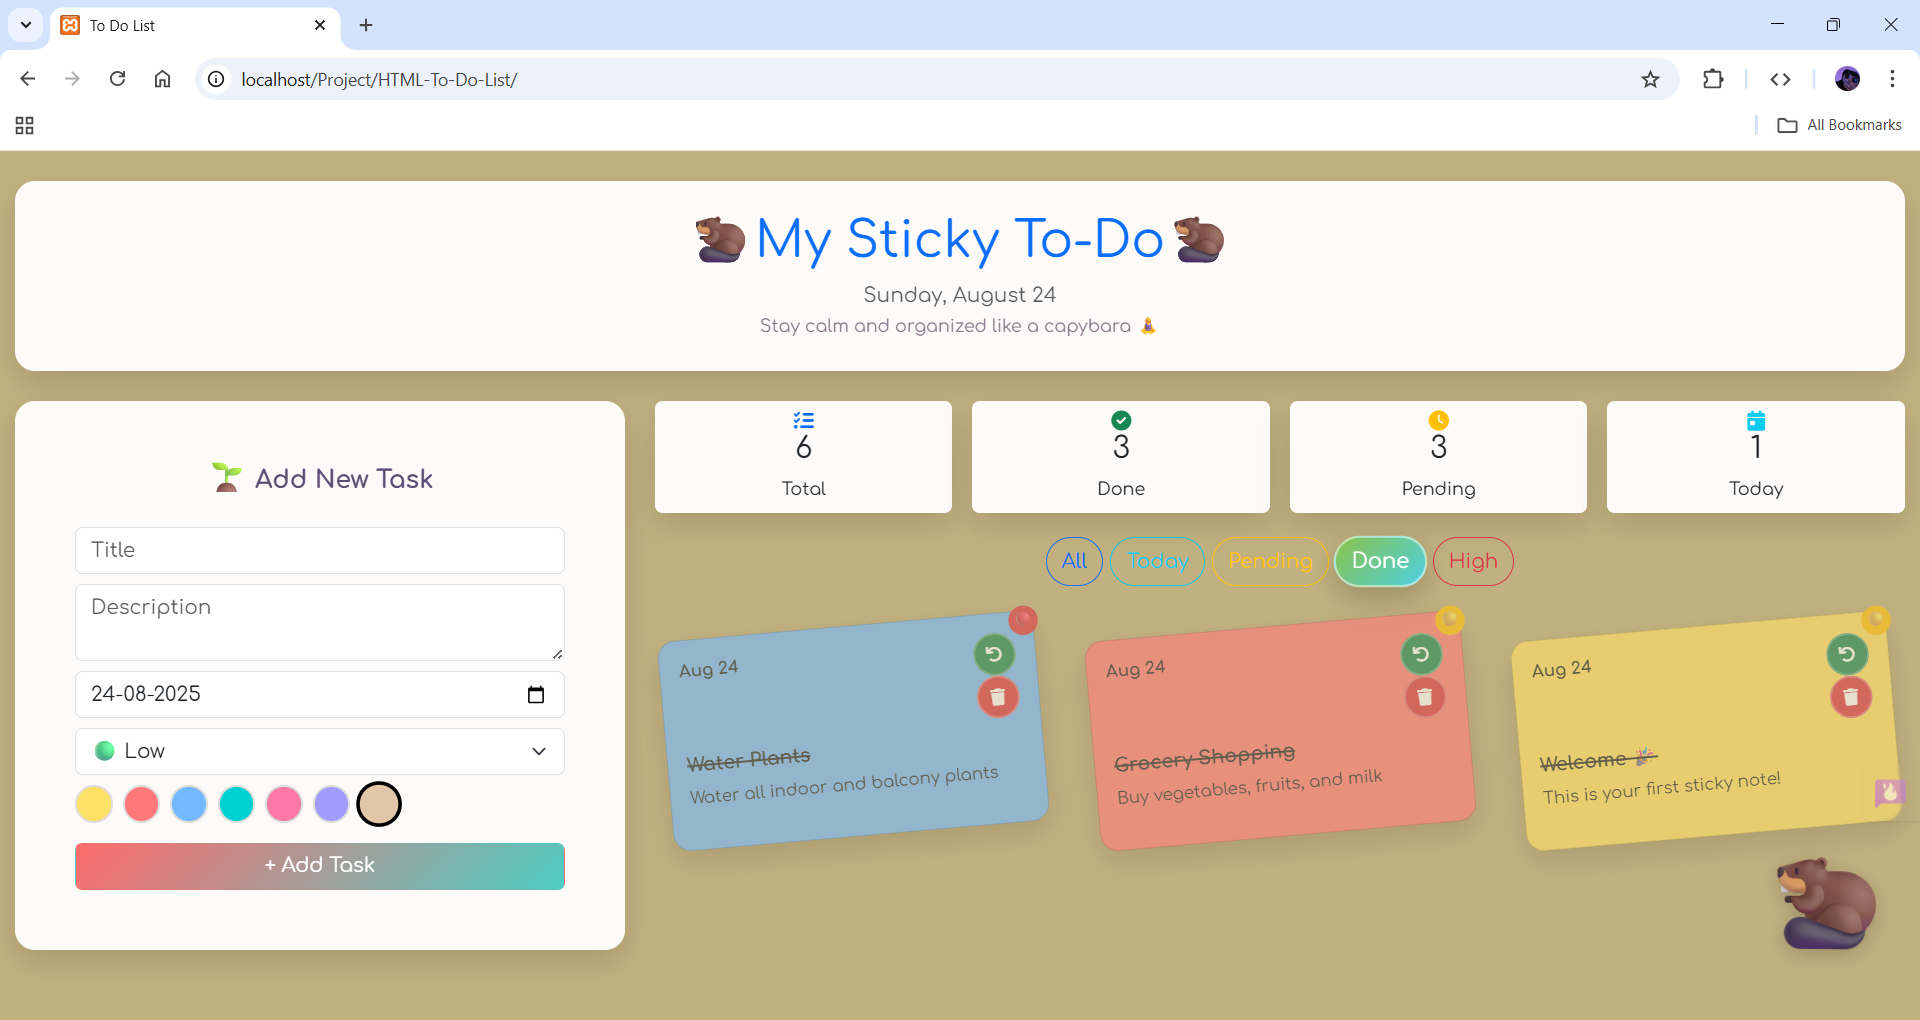 To Do List
localhost/Project/HTML-To-Do-List/
All Bookmarks
My Sticky To-Do
Sunday, August 24
Stay calm and organized like a capybara
Add New Task
Title
Description
24-08-2025
Low
+ Add Task
6
Total
3
Done
3
Pending
1
Today
All
Today
Pending
Done
High
Aug 24
Water Plants
Water all indoor and balcony plants
Aug 24
Grocery Shopping
Buy vegetables, fruits, and milk
Aug 24
Welcome 🎉
This is your first sticky note!